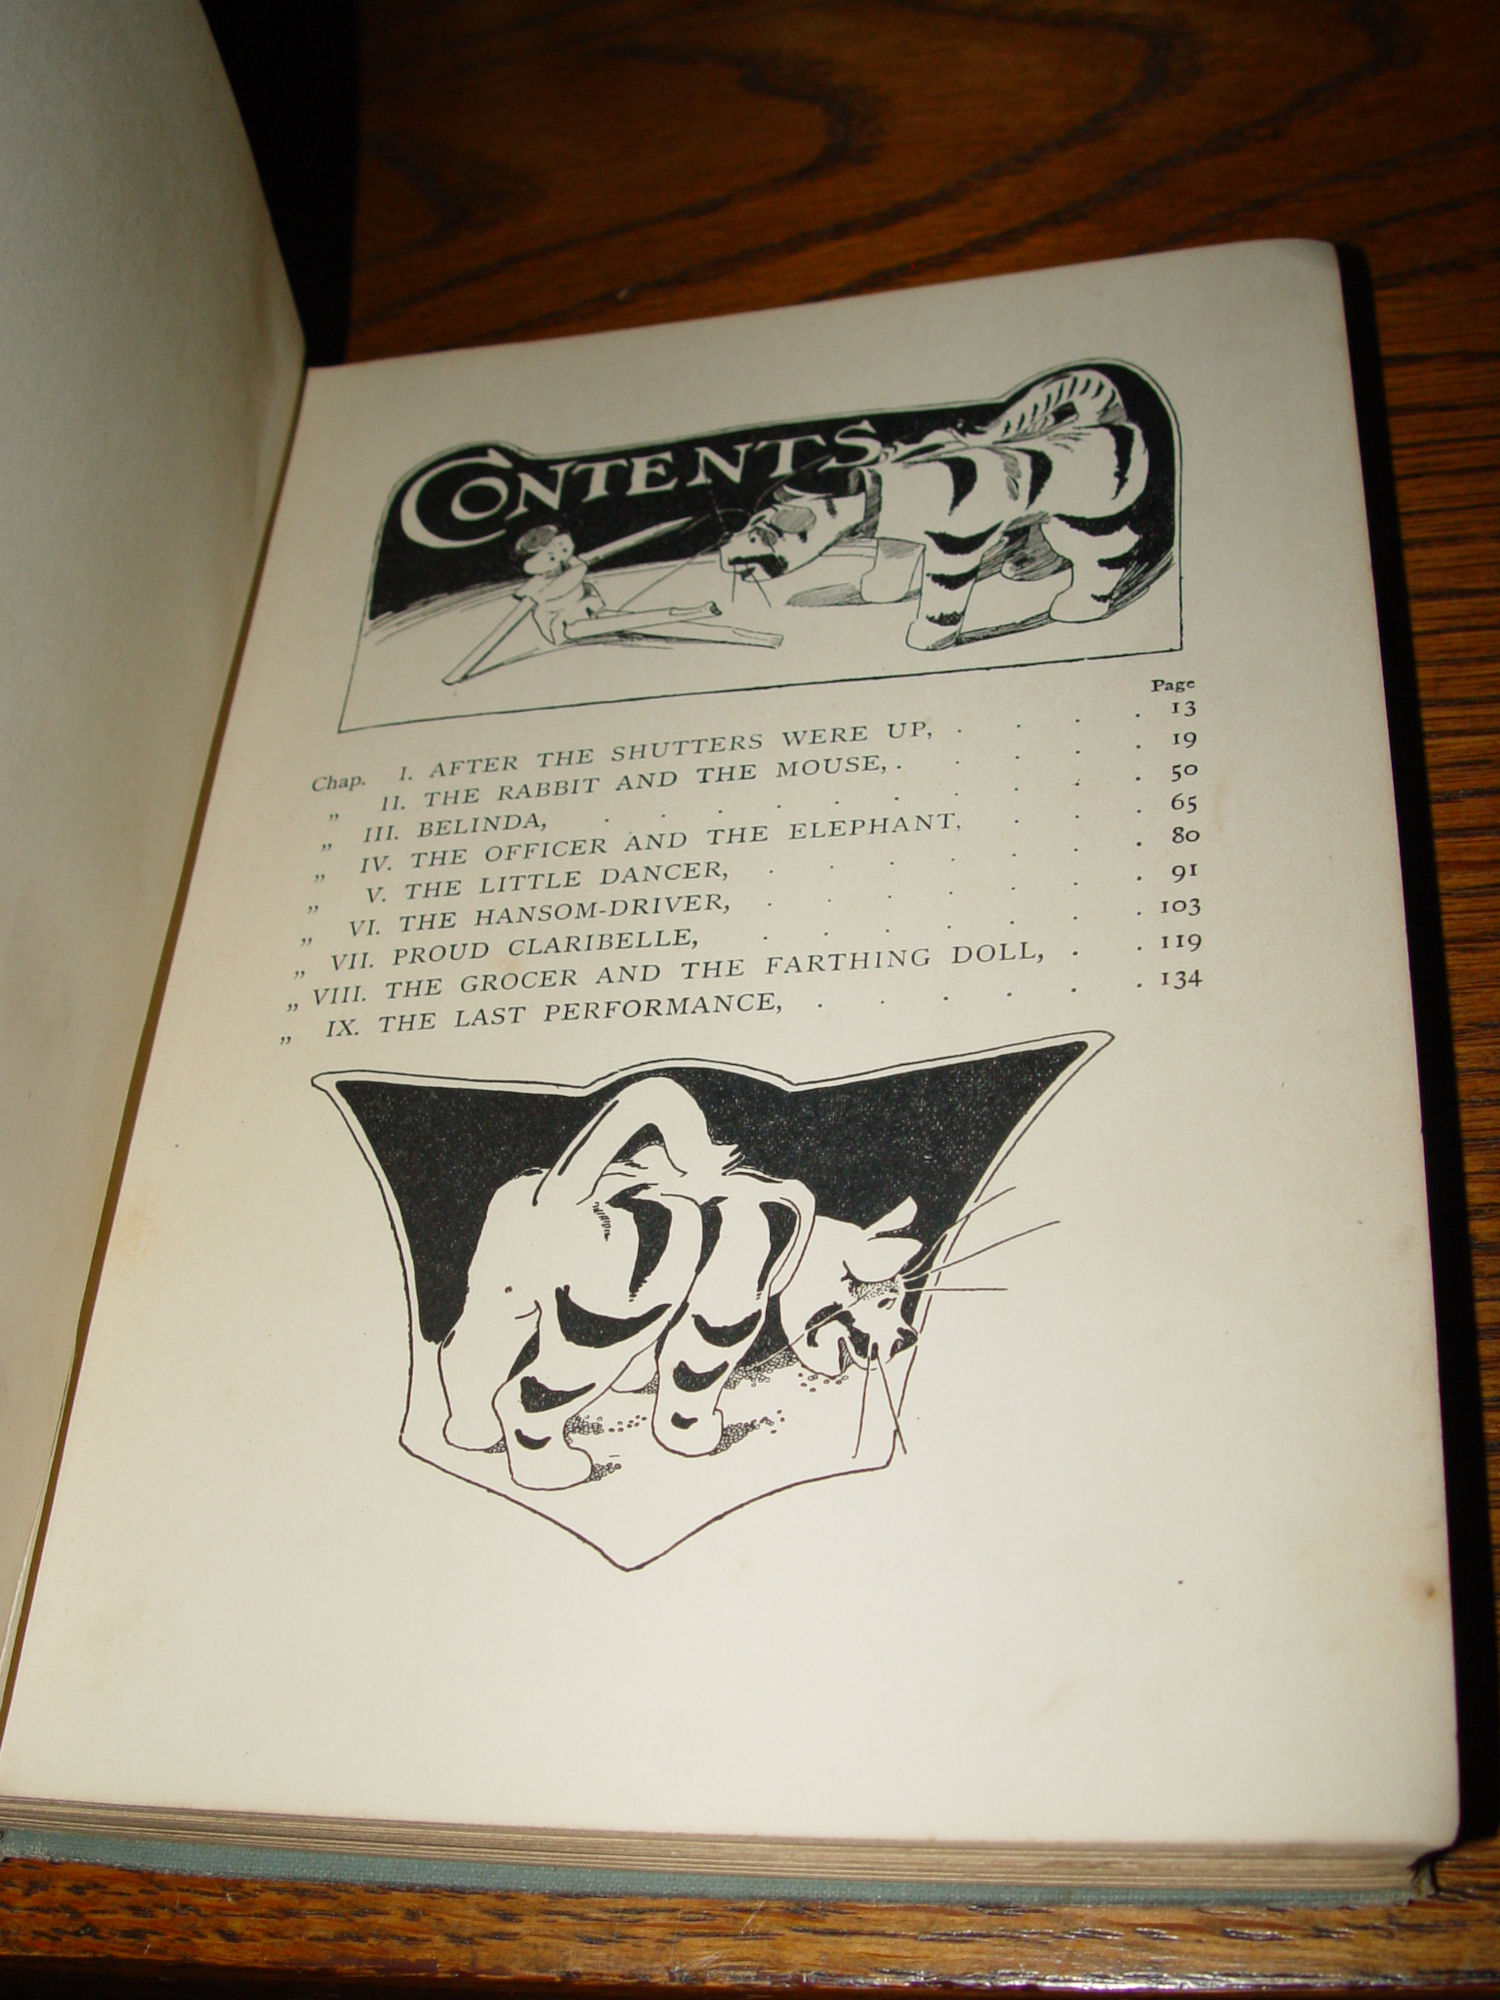 CONTENTS
Page
Chap. I. AFTER THE SHUTTERS WERE UP, . . . . 13
„ II. THE RABBIT AND THE MOUSE, . . . . . 19
„ III. BELINDA, . . . . . . . . . . 50
„ IV. THE OFFICER AND THE ELEPHANT, . . . 65
„ V. THE LITTLE DANCER, . . . . . . . 80
„ VI. THE HANSOM-DRIVER, . . . . . . . 91
„ VII. PROUD CLARIBELLE, . . . . . . . 103
„ VIII. THE GROCER AND THE FARTHING DOLL, . . 119
„ IX. THE LAST PERFORMANCE, . . . . . . 134